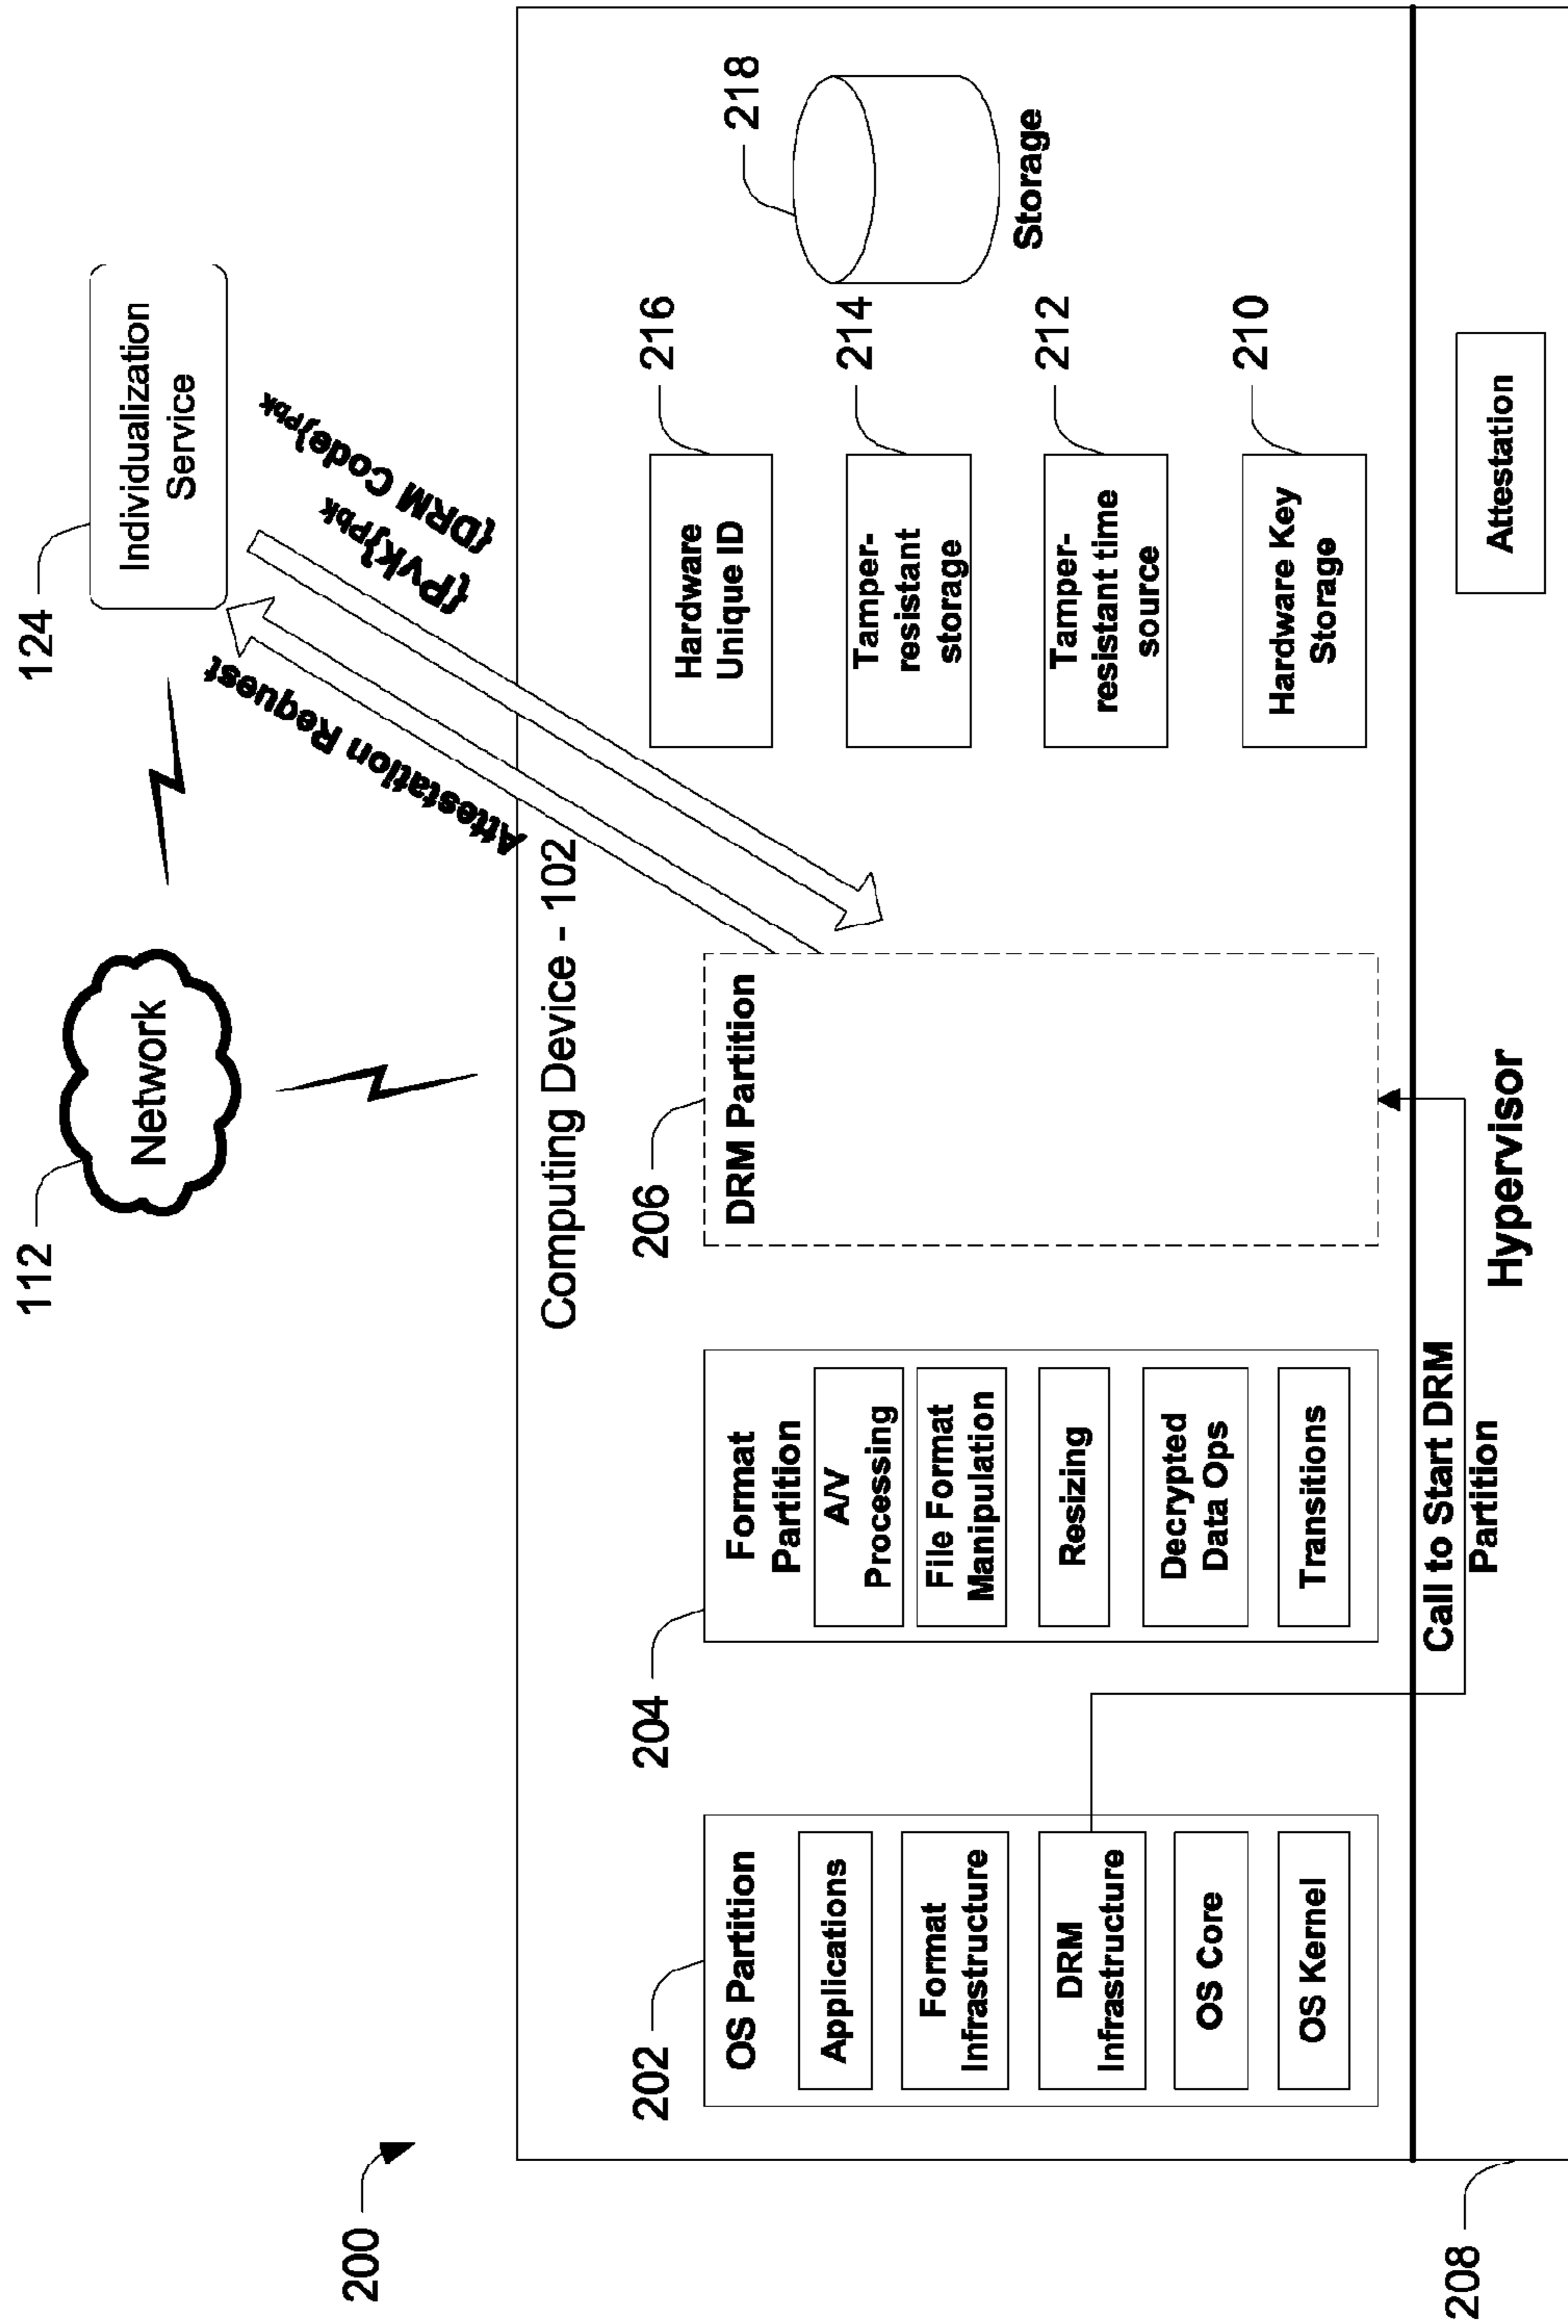 200
112
Network
124
Individualization
Service
Attestation Request
{Pvk}Pbk
{DRM Code}Pbk
Computing Device - 102
202
OS Partition
Applications
Format
Infrastructure
DRM
Infrastructure
OS Core
OS Kernel
204
Format
Partition
A/V
Processing
File Format
Manipulation
Resizing
Decrypted
Data Ops
Transitions
206
DRM Partition
216
Hardware
Unique ID
214
Tamper-
resistant
storage
212
Tamper-
resistant time
source
210
Hardware Key
Storage
218
Storage
208
Call to Start DRM
Partition
Hypervisor
Attestation